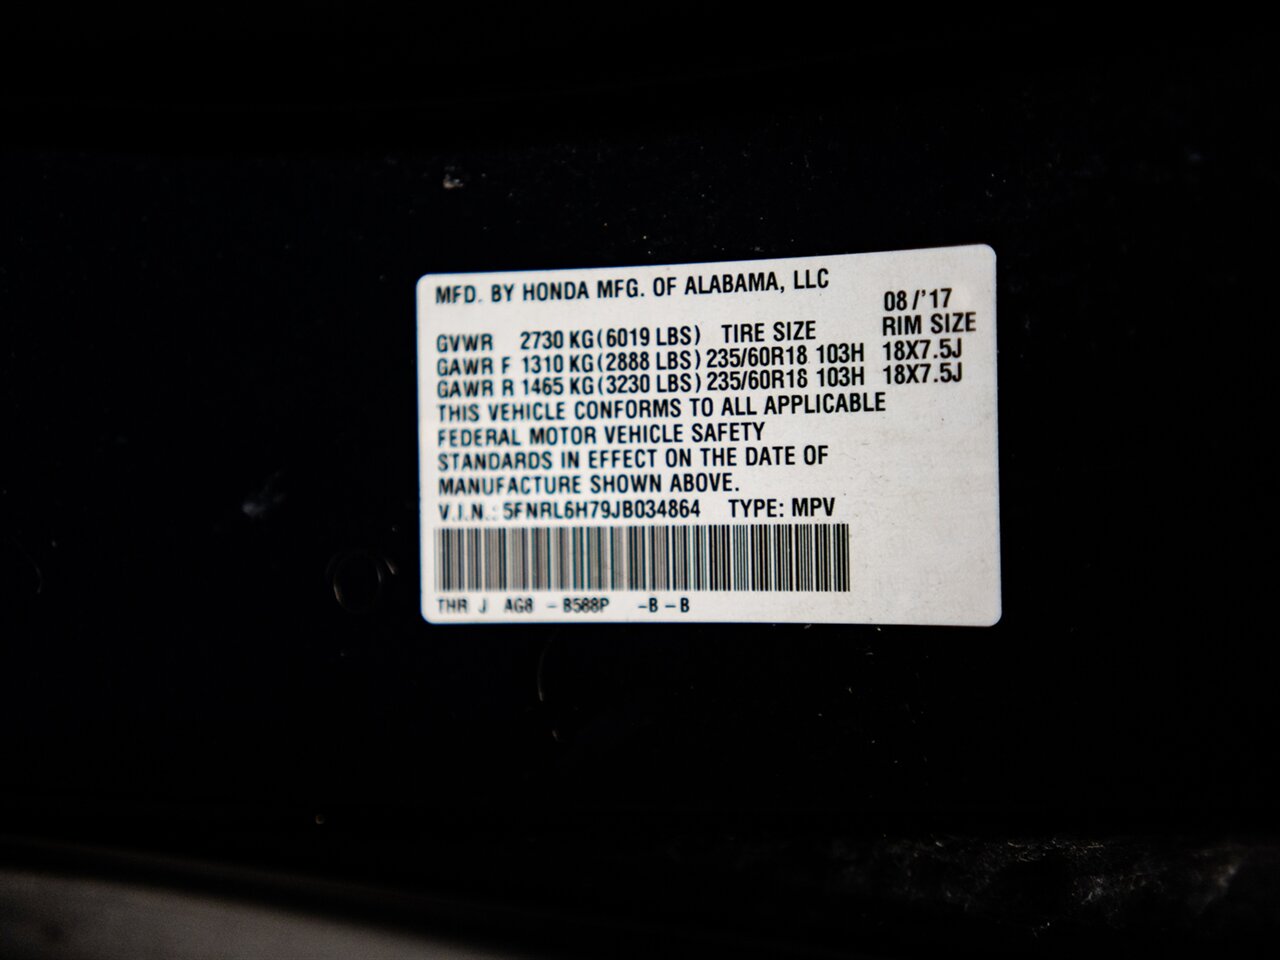 MFD. BY HONDA MFG. OF ALABAMA, LLC
08/'17
GVWR 2730 KG(6019 LBS) TIRE SIZE RIM SIZE
GAWR F 1310 KG(2888 LBS) 235/60R18 103H 18X7.5J
GAWR R 1465 KG(3230 LBS) 235/60R18 103H 18X7.5J
THIS VEHICLE CONFORMS TO ALL APPLICABLE
FEDERAL MOTOR VEHICLE SAFETY
STANDARDS IN EFFECT ON THE DATE OF
MANUFACTURE SHOWN ABOVE.
V.I.N.: 5FNRL6H79JB034864 TYPE: MPV
THR J AG8 - B588P -B-B